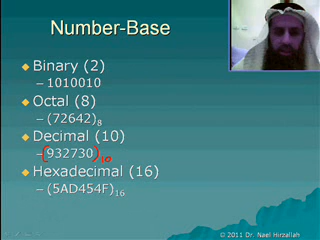 Number-Base
Binary (2)
– 1010010
Octal (8)
– (72642)₈
Decimal (10)
– (932730)₁₀
Hexadecimal (16)
– (5AD454F)₁₆
© 2011 Dr. Nael Hirzallah